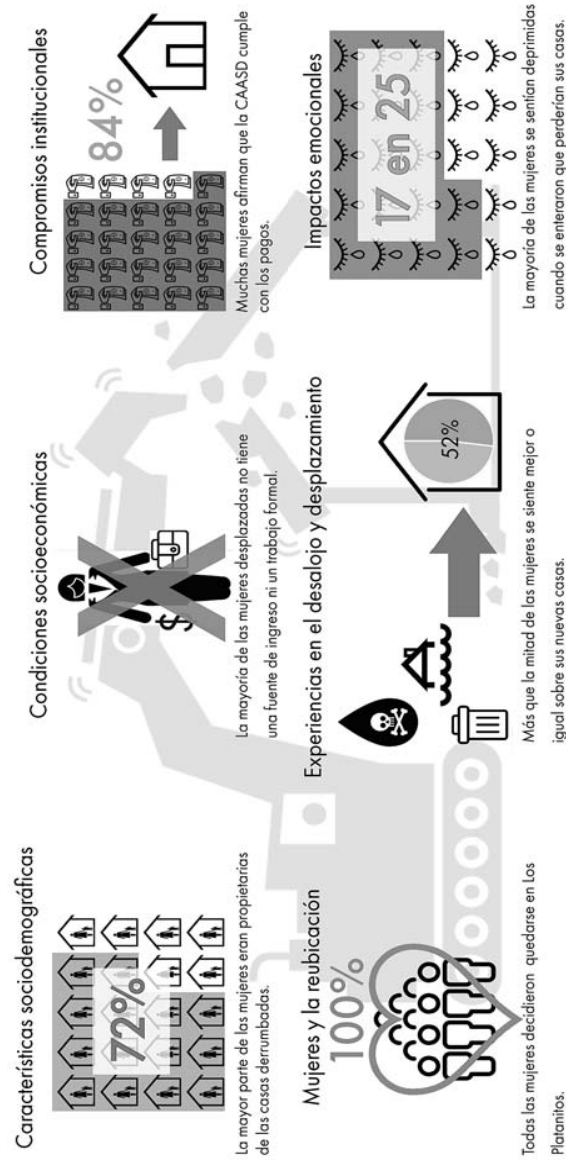 Características sociodemográficas
72%
La mayor parte de las mujeres eran propietarias
de las casas derrumbadas.
Condiciones socioeconómicas
$
La mayoría de las mujeres desplazadas no tiene
una fuente de ingreso ni un trabajo formal.
Compromisos institucionales
84%
Muchas mujeres afirman que la CAASD cumple
con los pagos.
Mujeres y la reubicación
100%
Todas las mujeres decidieron quedarse en Los
Platanitos.
Experiencias en el desalojo y desplazamiento
52%
Más que la mitad de las mujeres se siente mejor o
igual sobre sus nuevas casas.
Impactos emocionales
17 en 25
La mayoría de las mujeres se sentían deprimidas
cuando se enteraron que perderían sus casas.